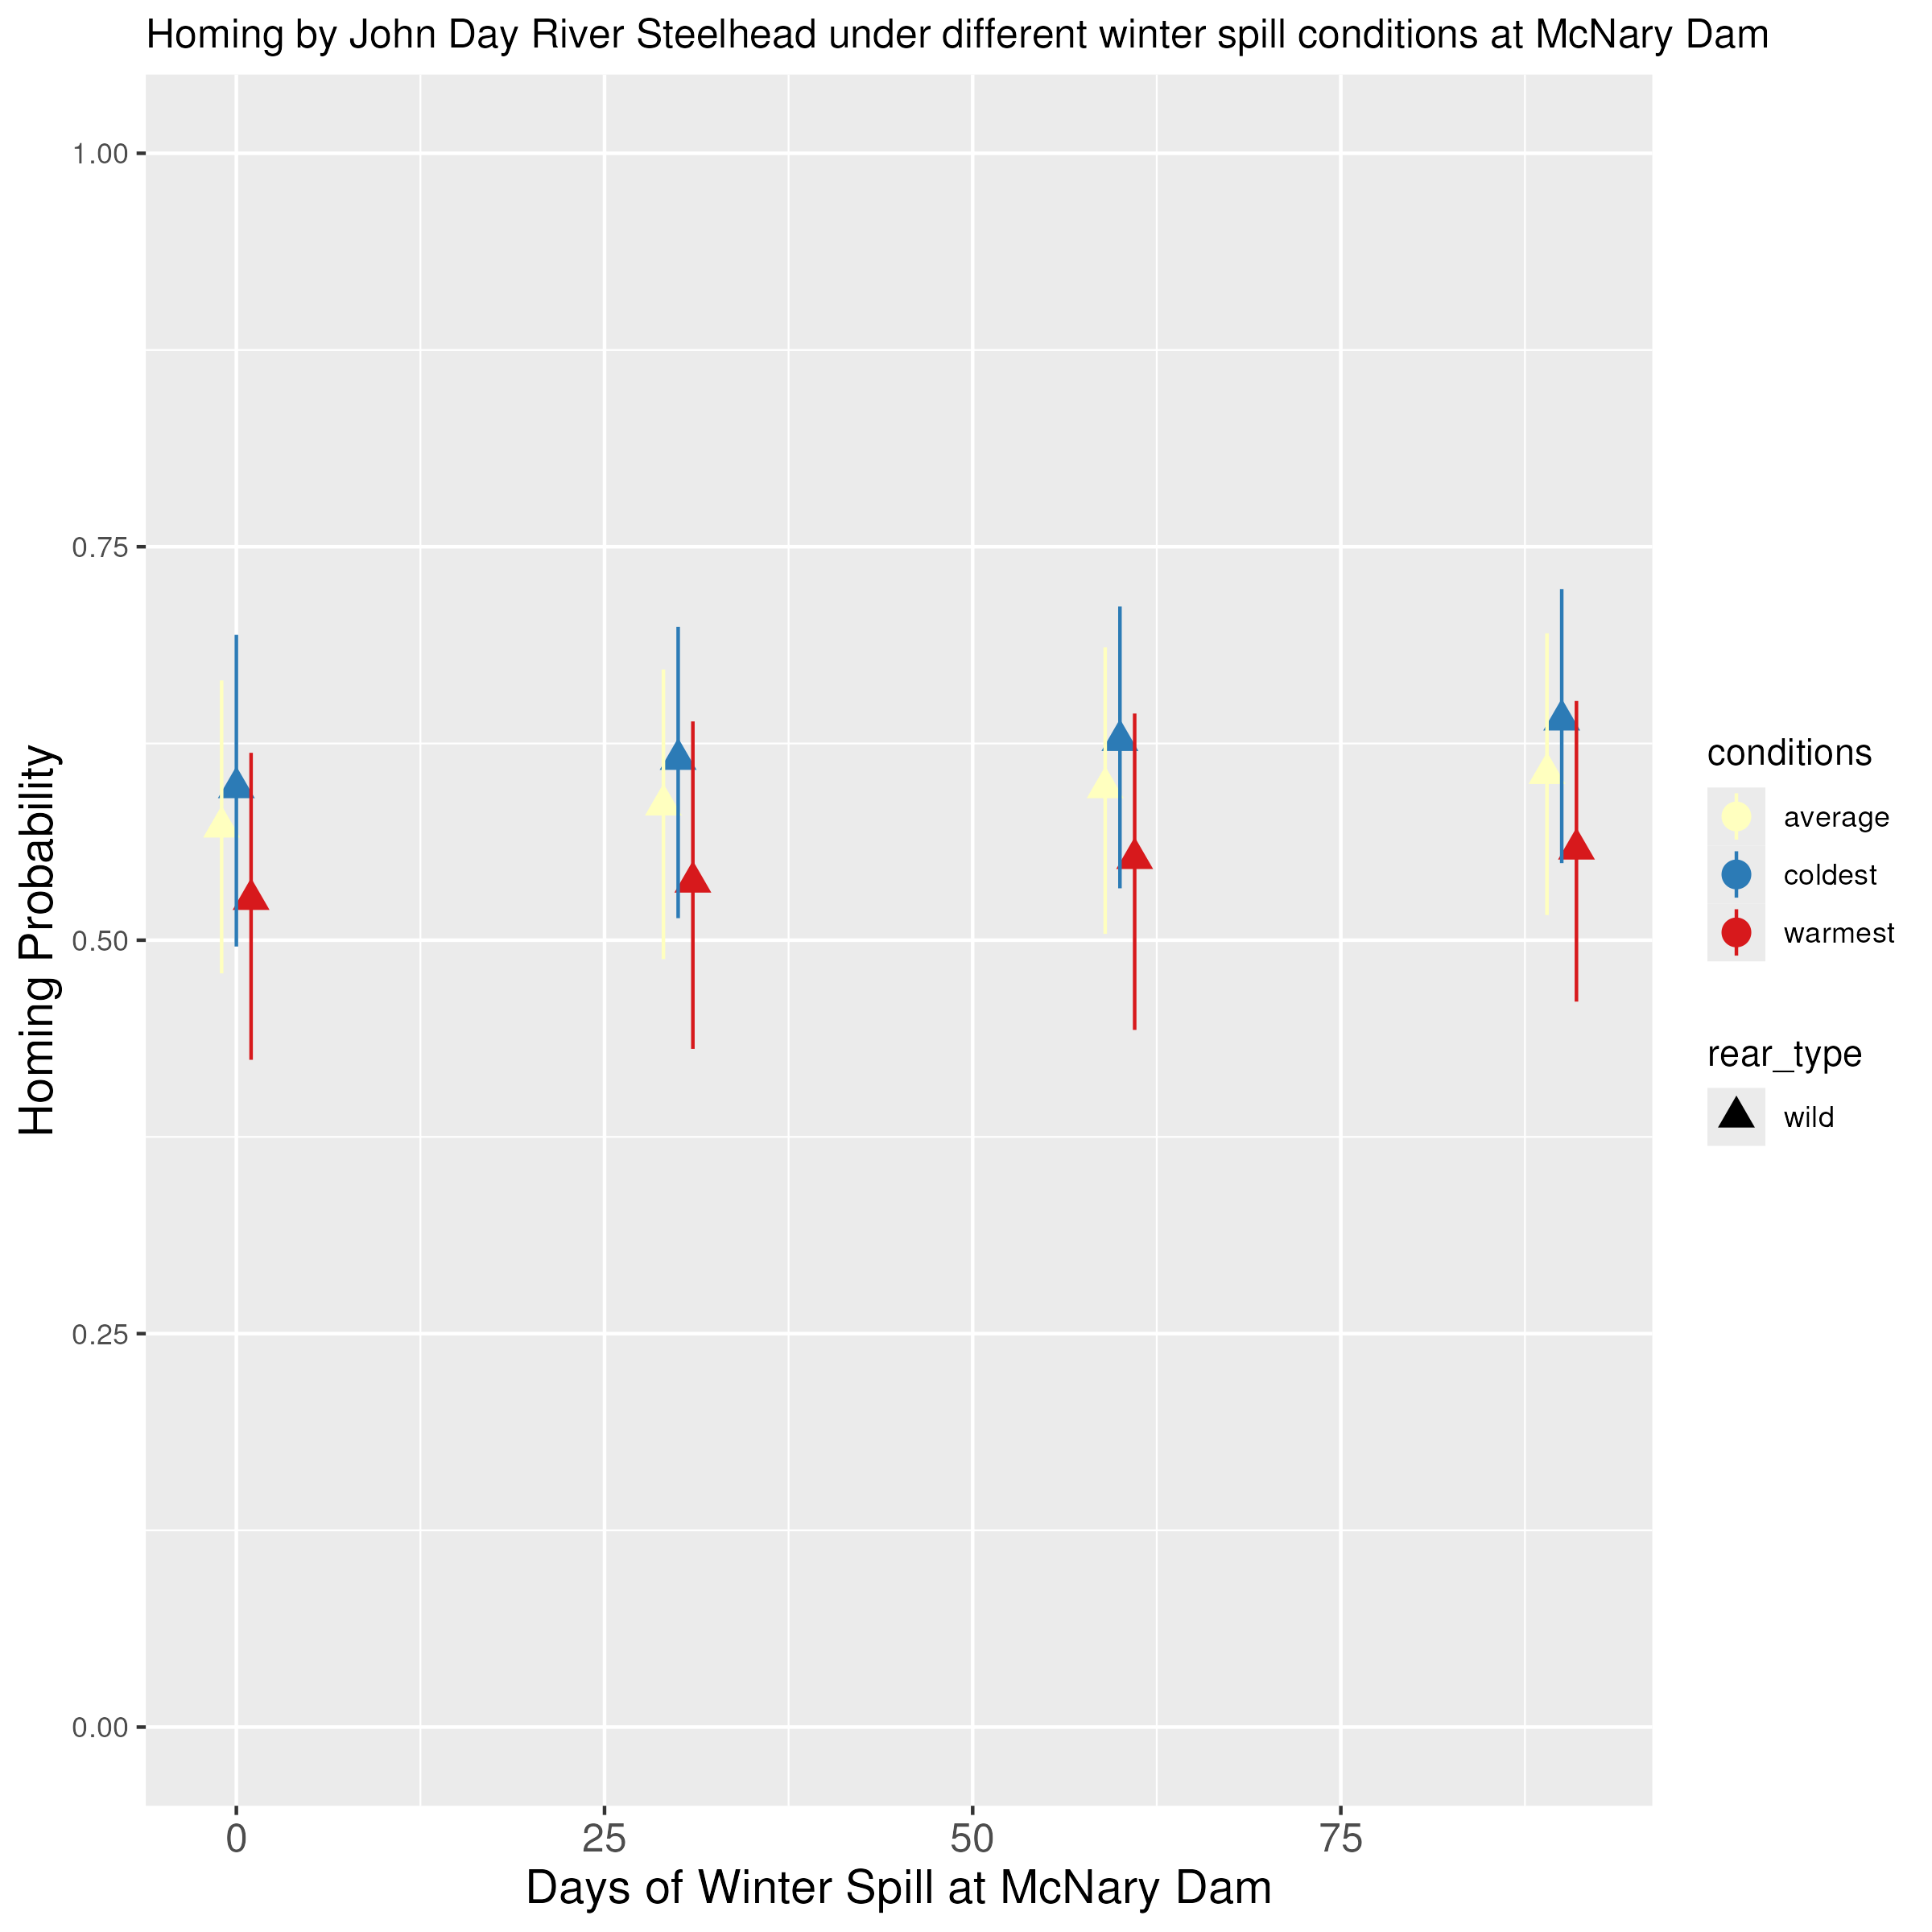 Homing by John Day River Steelhead under different winter spill conditions at McNary Dam
Homing Probability
1.00
0.75
0.50
0.25
0.00
0
25
50
75
Days of Winter Spill at McNary Dam
conditions
average
coldest
warmest
rear_type
wild